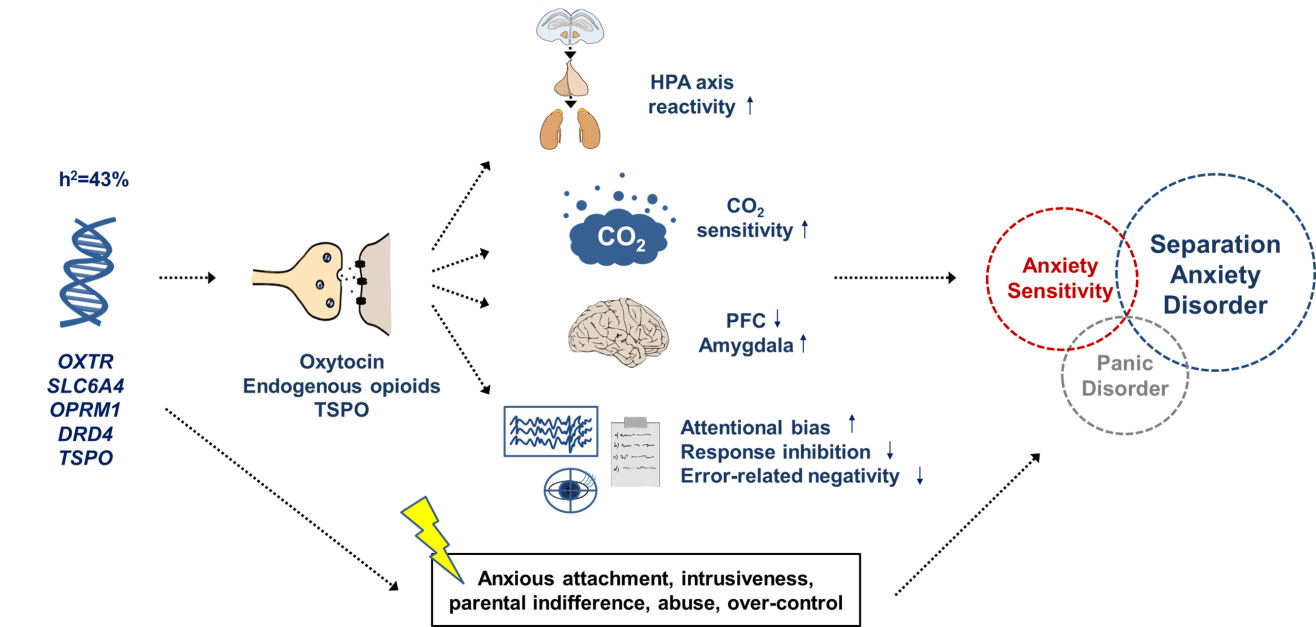 h²=43%
OXTR
SLC6A4
OPRM1
DRD4
TSPO
Oxytocin
Endogenous opioids
TSPO
HPA axis
reactivity ↑
CO₂
CO₂
sensitivity ↑
PFC ↓
Amygdala ↑
a)
b)
c)
d)
Attentional bias ↑
Response inhibition ↓
Error-related negativity ↓
Anxious attachment, intrusiveness,
parental indifference, abuse, over-control
Anxiety
Sensitivity
Separation
Anxiety
Disorder
Panic
Disorder